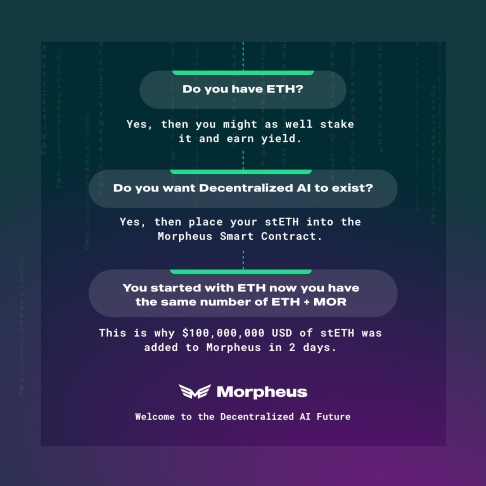 Do you have ETH?
Yes, then you might as well stake
it and earn yield.
Do you want Decentralized AI to exist?
Yes, then place your stETH into the
Morpheus Smart Contract.
You started with ETH now you have
the same number of ETH + MOR
This is why $100,000,000 USD of stETH was
added to Morpheus in 2 days.
Morpheus
Welcome to the Decentralized AI Future